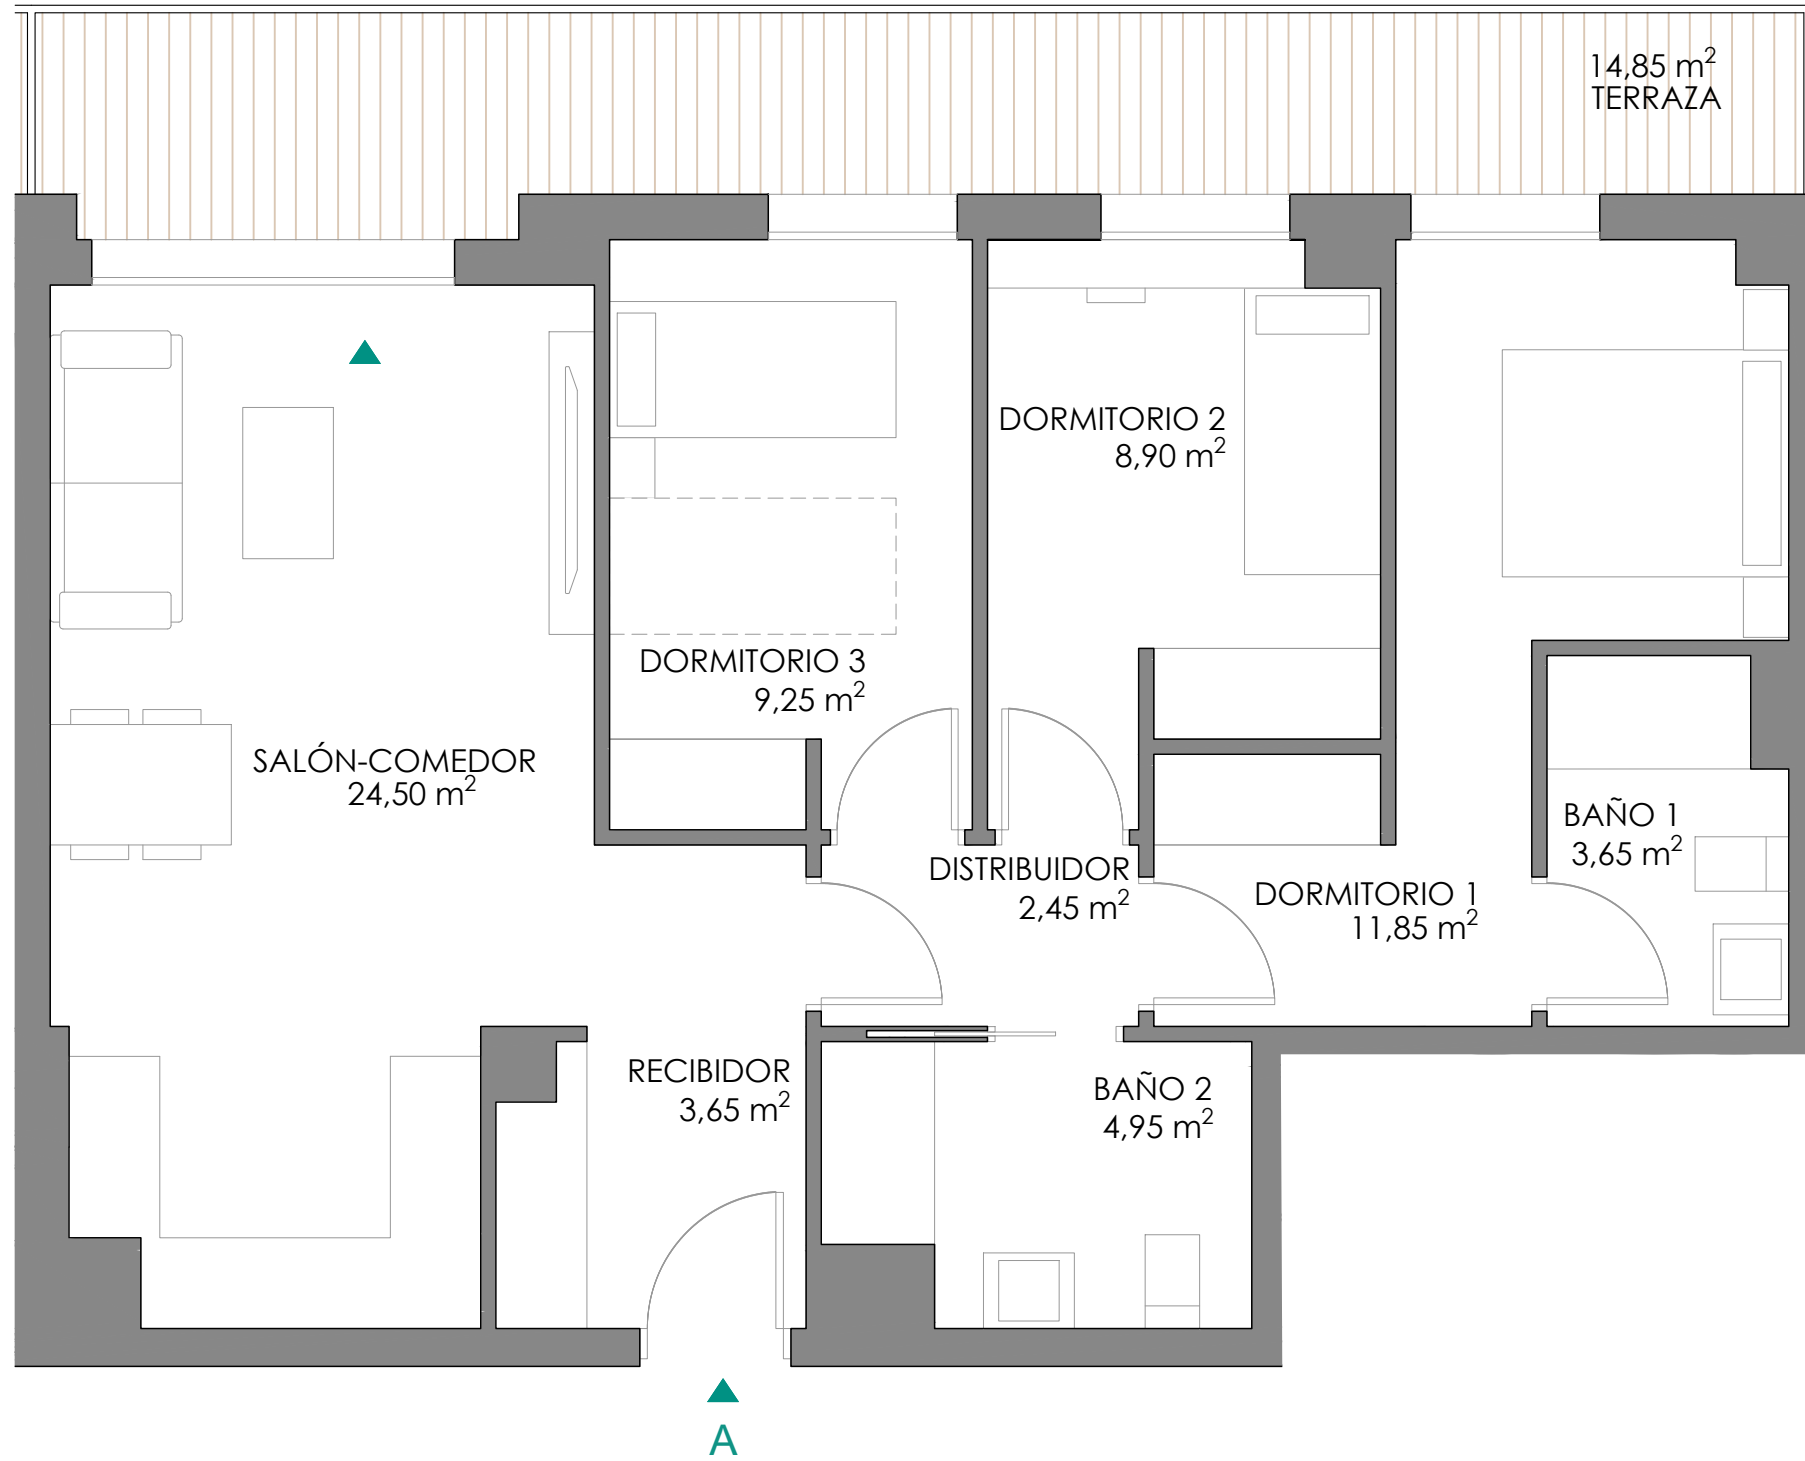 14,85 m²
TERRAZA
DORMITORIO 2
8,90 m²
DORMITORIO 3
9,25 m²
SALÓN-COMEDOR
24,50 m²
BAÑO 1
3,65 m²
DISTRIBUIDOR
2,45 m²
DORMITORIO 1
11,85 m²
RECIBIDOR
3,65 m²
BAÑO 2
4,95 m²
A